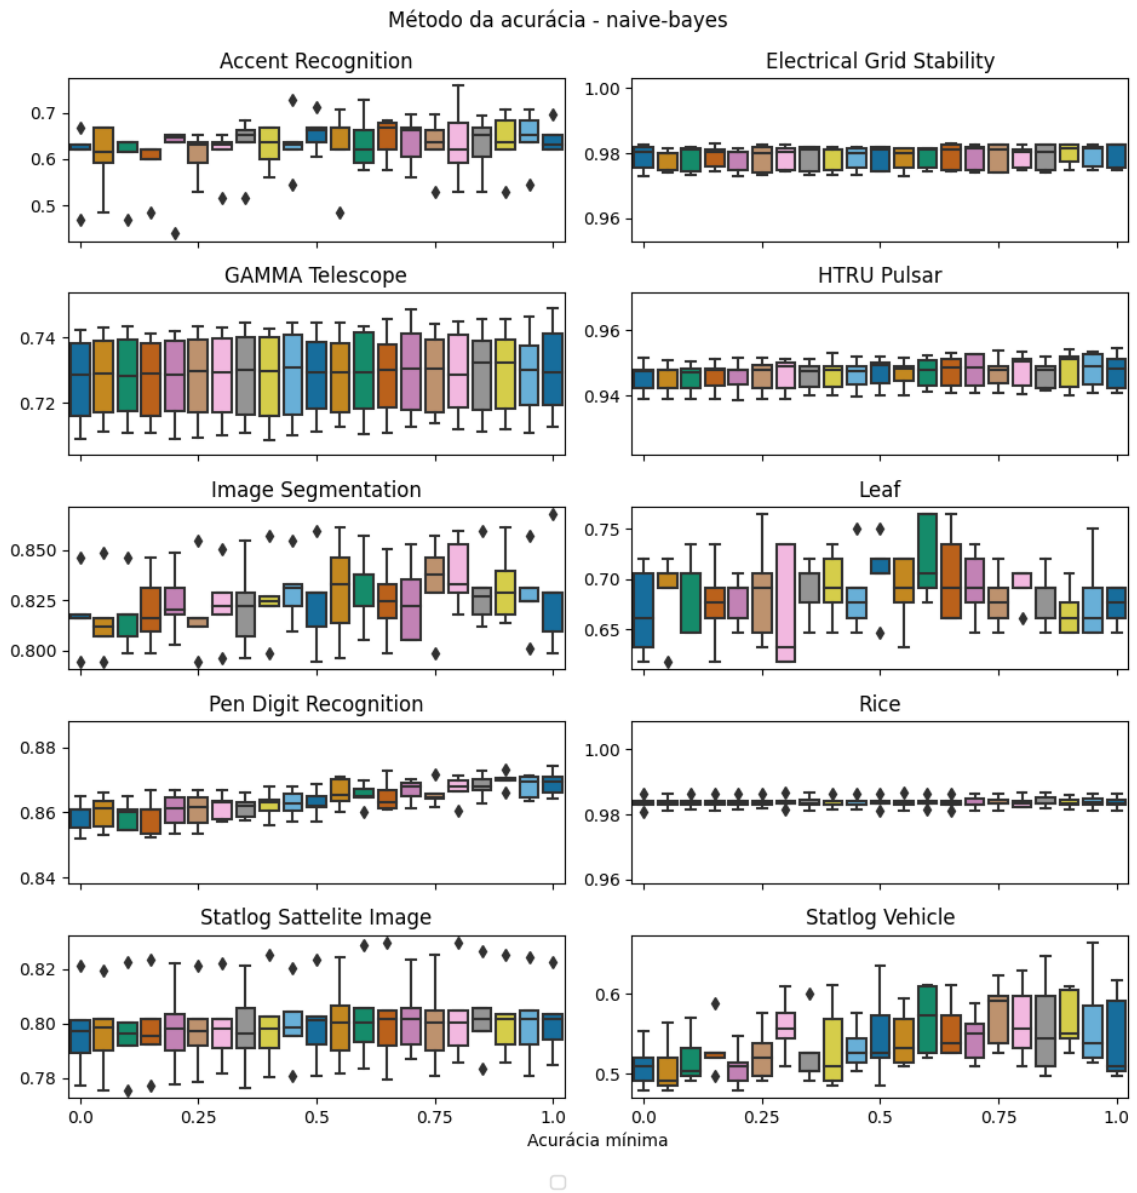 Método da acurácia - naive-bayes
Accent Recognition
0.7
0.6
0.5
Electrical Grid Stability
1.00
0.98
0.96
GAMMA Telescope
0.74
0.72
HTRU Pulsar
0.96
0.94
Image Segmentation
0.850
0.825
0.800
Leaf
0.75
0.70
0.65
Pen Digit Recognition
0.88
0.86
0.84
Rice
1.00
0.98
0.96
Statlog Sattelite Image
0.82
0.80
0.78
0.0 0.25 0.5 0.75 1.0
Statlog Vehicle
0.6
0.5
0.0 0.25 0.5 0.75 1.0
Acurácia mínima